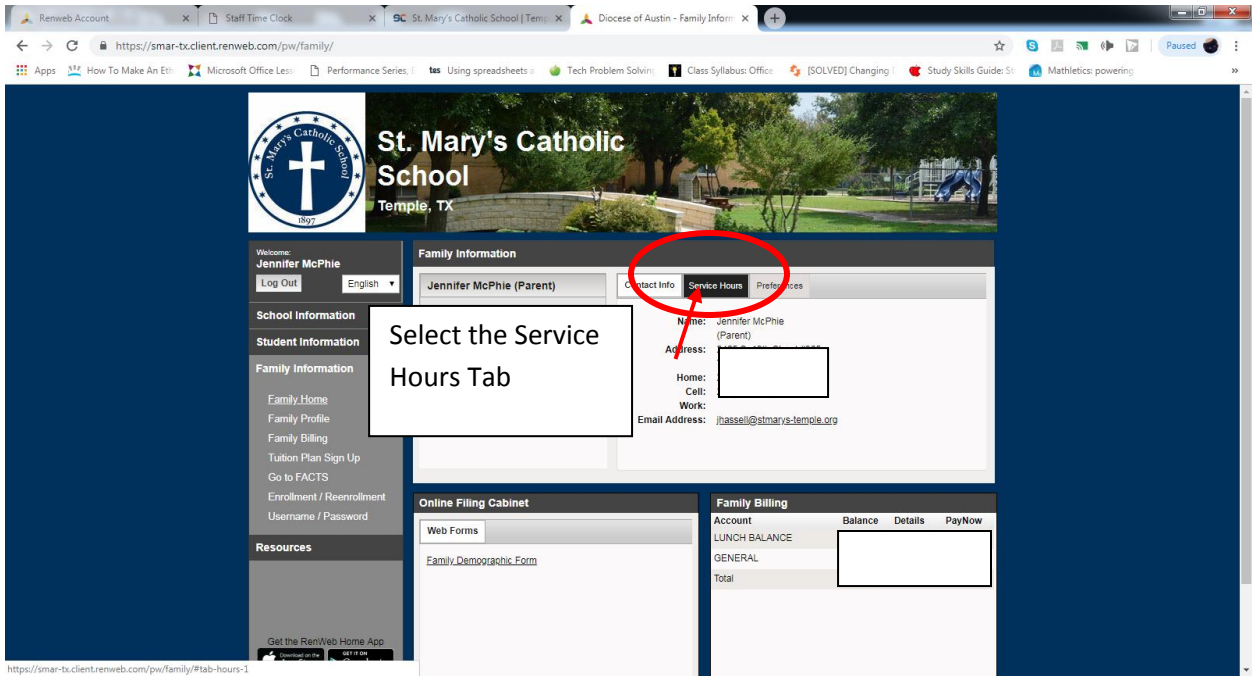 Renweb Account
Staff Time Clock
SC St. Mary's Catholic School | Temp
Diocese of Austin - Family Inform
https://smar-tx.client.renweb.com/pw/family/
Paused
Apps
How To Make An Eth
Microsoft Office Less
Performance Series,
tes Using spreadsheets a
Tech Problem Solving
Class Syllabus: Office
[SOLVED] Changing
Study Skills Guide: St
Mathletics: powering
»
St. Mary's Catholic School
1897
St. Mary's Catholic
School
Temple, TX
Welcome:
Jennifer McPhie
Log Out
English
School Information
Student Information
Family Information
Family Home
Family Profile
Family Billing
Tuition Plan Sign Up
Go to FACTS
Enrollment / Reenrollment
Username / Password
Resources
Get the RenWeb Home App
Download on the
GET IT ON
Family Information
Jennifer McPhie (Parent)
Contact Info
Service Hours
Preferences
Select the Service
Hours Tab
Name: Jennifer McPhie
(Parent)
Address:
Home:
Cell:
Work:
Email Address: jhassell@stmarys-temple.org
Online Filing Cabinet
Web Forms
Family Demographic Form
Family Billing
Account Balance Details PayNow
LUNCH BALANCE
GENERAL
Total
https://smar-tx.client.renweb.com/pw/family/#tab-hours-1